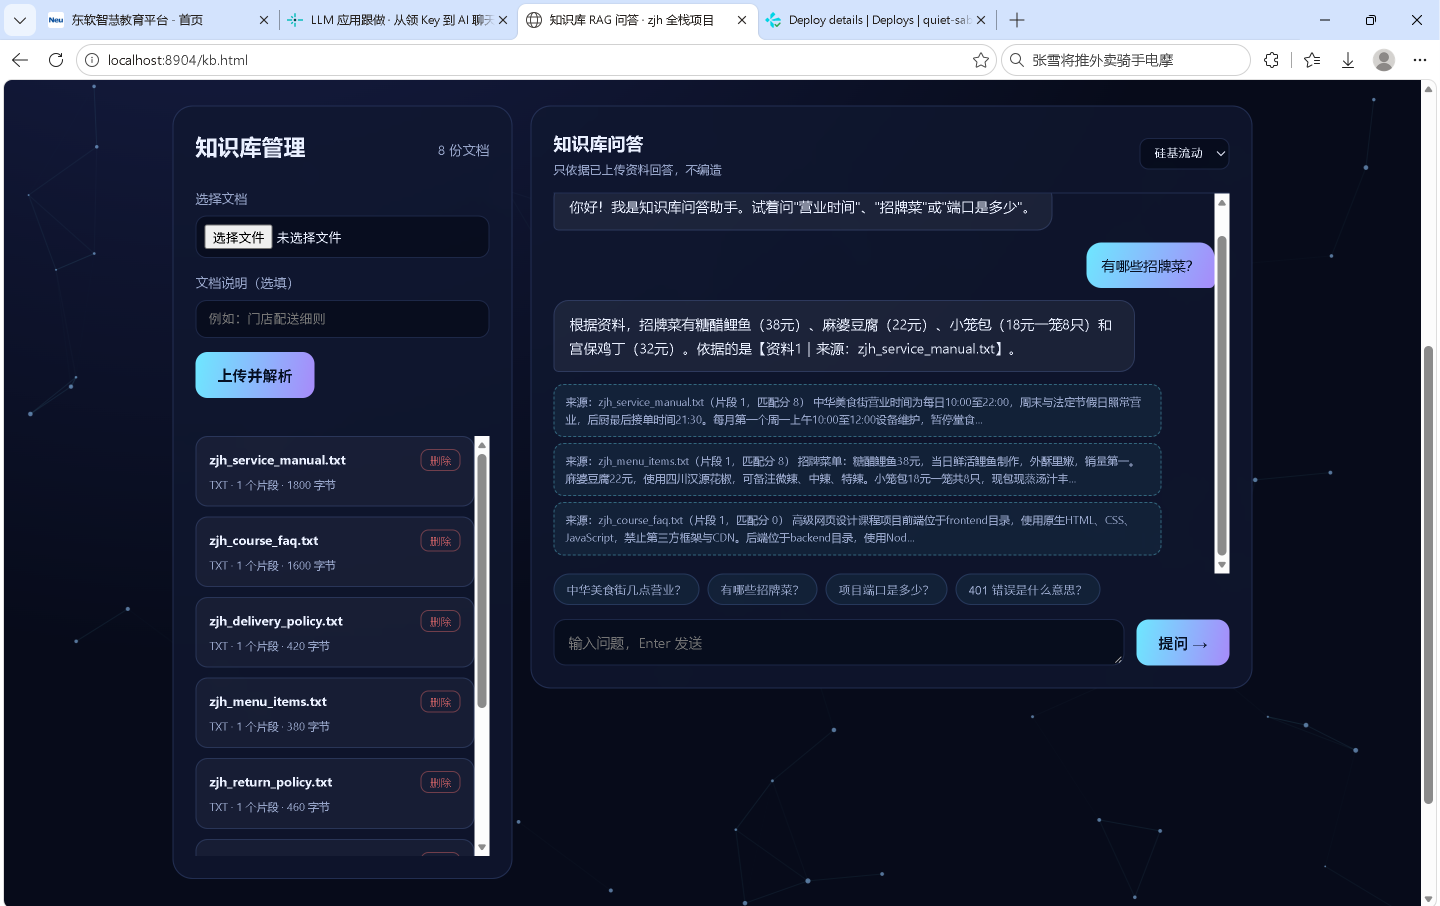 东软智慧教育平台 - 首页
LLM 应用跟做 · 从领 Key 到 AI 聊天
知识库 RAG 问答 · zjh 全栈项目
Deploy details | Deploys | quiet-sab
localhost:8904/kb.html
张雪将推外卖骑手电摩
知识库管理
8 份文档
选择文档
选择文件 未选择文件
文档说明（选填）
例如：门店配送细则
上传并解析
zjh_service_manual.txt
删除
TXT · 1 个片段 · 1800 字节
zjh_course_faq.txt
删除
TXT · 1 个片段 · 1600 字节
zjh_delivery_policy.txt
删除
TXT · 1 个片段 · 420 字节
zjh_menu_items.txt
删除
TXT · 1 个片段 · 380 字节
zjh_return_policy.txt
删除
TXT · 1 个片段 · 460 字节
知识库问答
只依据已上传资料回答，不编造
硅基流动
你好！我是知识库问答助手。试着问"营业时间"、"招牌菜"或"端口是多少"。
有哪些招牌菜？
根据资料，招牌菜有糖醋鲤鱼（38元）、麻婆豆腐（22元）、小笼包（18元一笼8只）和
宫保鸡丁（32元）。依据的是【资料1 | 来源：zjh_service_manual.txt】。
来源：zjh_service_manual.txt（片段 1，匹配分 8） 中华美食街营业时间为每日10:00至22:00，周末与法定节假日照常营
业，后厨最后接单时间21:30。每月第一个周一上午10:00至12:00设备维护，暂停堂食...
来源：zjh_menu_items.txt（片段 1，匹配分 8） 招牌菜单：糖醋鲤鱼38元，当日鲜活鲤鱼制作，外酥里嫩，销量第一。
麻婆豆腐22元，使用四川汉源花椒，可备注微辣、中辣、特辣。小笼包18元一笼共8只，现包现蒸汤汁丰...
来源：zjh_course_faq.txt（片段 1，匹配分 0） 高级网页设计课程项目前端位于frontend目录，使用原生HTML、CSS、
JavaScript，禁止第三方框架与CDN。后端位于backend目录，使用Nod...
中华美食街几点营业？
有哪些招牌菜？
项目端口是多少？
401 错误是什么意思？
输入问题，Enter 发送
提问 →